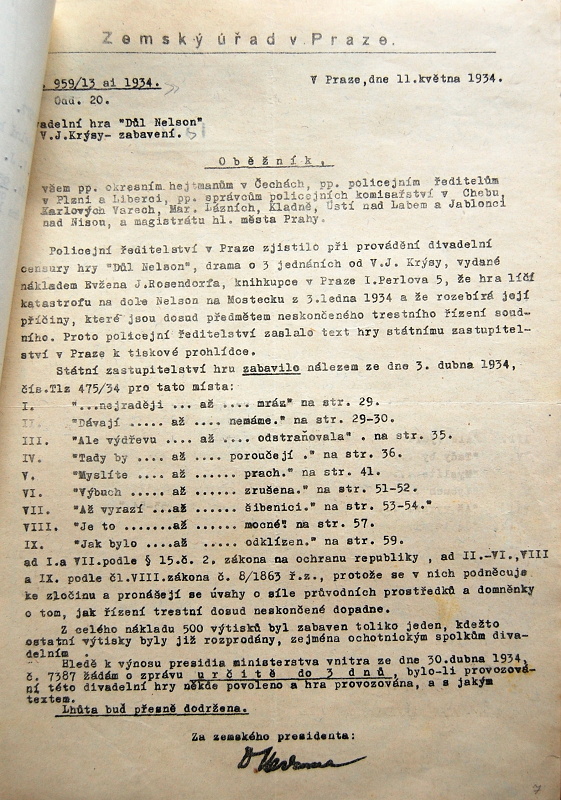 Zemský úřad v Praze.
959/13 ai 1934.
V Praze, dne 11. května 1934.
Odd. 20.
vadelní hra "Důl Nelson"
V.J.Krýsy- zabavení.
Oběžník.
všem pp. okresním hejtmanům v Čechách, pp. policejním ředitelům
v Plzni a Liberci, pp. správcům policejních komisařství v Chebu,
Karlových Varech, Mar. Lázních, Kladně, Ústí nad Labem a Jablonci
nad Nisou, a magistrátu hl. města Prahy.
Policejní ředitelství v Praze zjistilo při provádění divadelní
censury hry "Důl Nelson", drama o 3 jednáních od V.J. Krýsy, vydané
nákladem Evžena J.Rosendorfa, knihkupce v Praze I.Perlova 5, že hra líčí
katastrofu na dole Nelson na Mostecku z 3.ledna 1934 a že rozebírá její
příčiny, které jsou dosud předmětem neskončeného trestního řízení soud-
ního. Proto policejní ředitelství zaslalo text hry státnímu zastupitel-
ství v Praze k tiskové prohlídce.
Státní zastupitelství hru zabavilo nálezem ze dne 3. dubna 1934,
čís.Tlz 475/34 pro tato místa:
I. "...nejraději ... až .... mráz" na str. 29.
II. "Dávají ..... až .... nemáme." na str. 29-30.
III. "Ale výdřevu .... až .... odstraňovala" . na str. 35.
IV. "Tady by .... až .... poroučejí ." na str. 36.
V. "Myslíte .... až ...... prach." na str. 41.
VI. "Výbuch .... až ...... zrušena." na str. 51-52.
VII. "Až vyrazí ...až ...... šibenici." na str. 53-54."
VIII. "Je to ......až ...... mocné" na str. 57.
IX. "Jak bylo ...až ...... odklízen." na str. 59.
ad I.a VII.podle § 15.č. 2. zákona na ochranu republiky , ad II.-VI.,VIII
a IX. podle čl.VIII.zákona č. 8/1863 ř.z., protože se v nich podněcuje
ke zločinu a pronášejí se úvahy o síle průvodních prostředků a domněnky
o tom, jak řízení trestní dosud neskončené dopadne.
Z celého nákladu 500 výtisků byl zabaven toliko jeden, kdežto
ostatní výtisky byly již rozprodány, zejména ochotnickým spolkům diva-
delním .
Hledě k výnosu presidia ministerstva vnitra ze dne 30.dubna 1934,
č. 7387 žádám o zprávu určitě do 3 dnů, bylo-li provozová-
ní této divadelní hry někde povoleno a hra provozována, a s jakým
textem.
Lhůta buď přesně dodržena.
Za zemského presidenta:
7